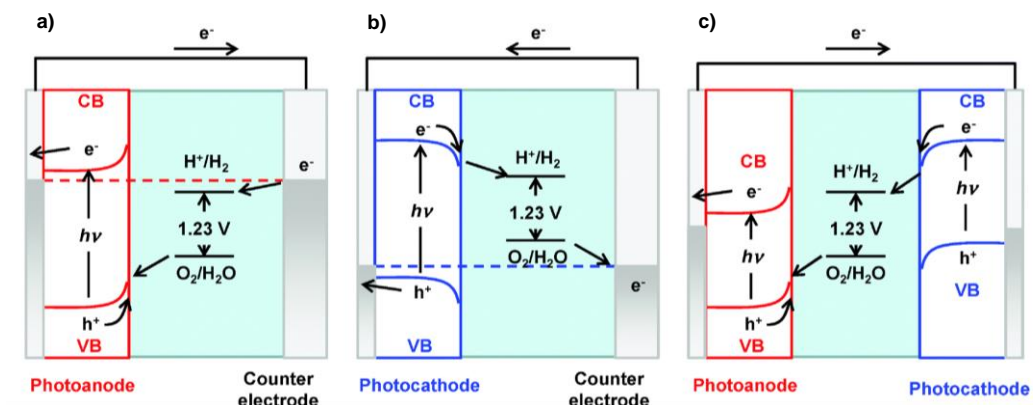 a)
e⁻
CB
e⁻
H⁺/H₂
e⁻
hν
1.23 V
O₂/H₂O
h⁺
VB
Photoanode
Counter
electrode
b)
e⁻
CB
e⁻
H⁺/H₂
hν
1.23 V
O₂/H₂O
h⁺
e⁻
VB
Photocathode
Counter
electrode
c)
e⁻
CB
e⁻
CB
H⁺/H₂
e⁻
hν
1.23 V
hν
O₂/H₂O
h⁺
h⁺
VB
VB
Photoanode
Photocathode